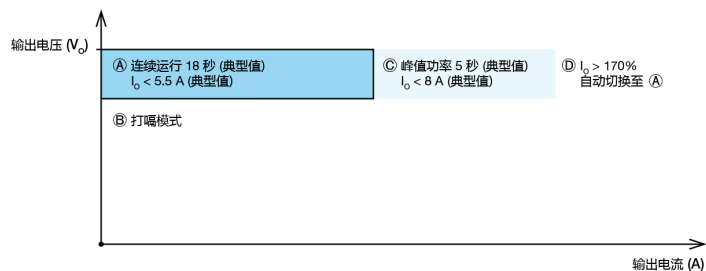 输出电压 (VO)
Ⓐ 连续运行 18 秒 (典型值)
IO < 5.5 A (典型值)
Ⓒ 峰值功率 5 秒 (典型值)
IO < 8 A (典型值)
Ⓓ IO > 170%
自动切换至 Ⓐ
Ⓑ 打嗝模式
输出电流 (A)